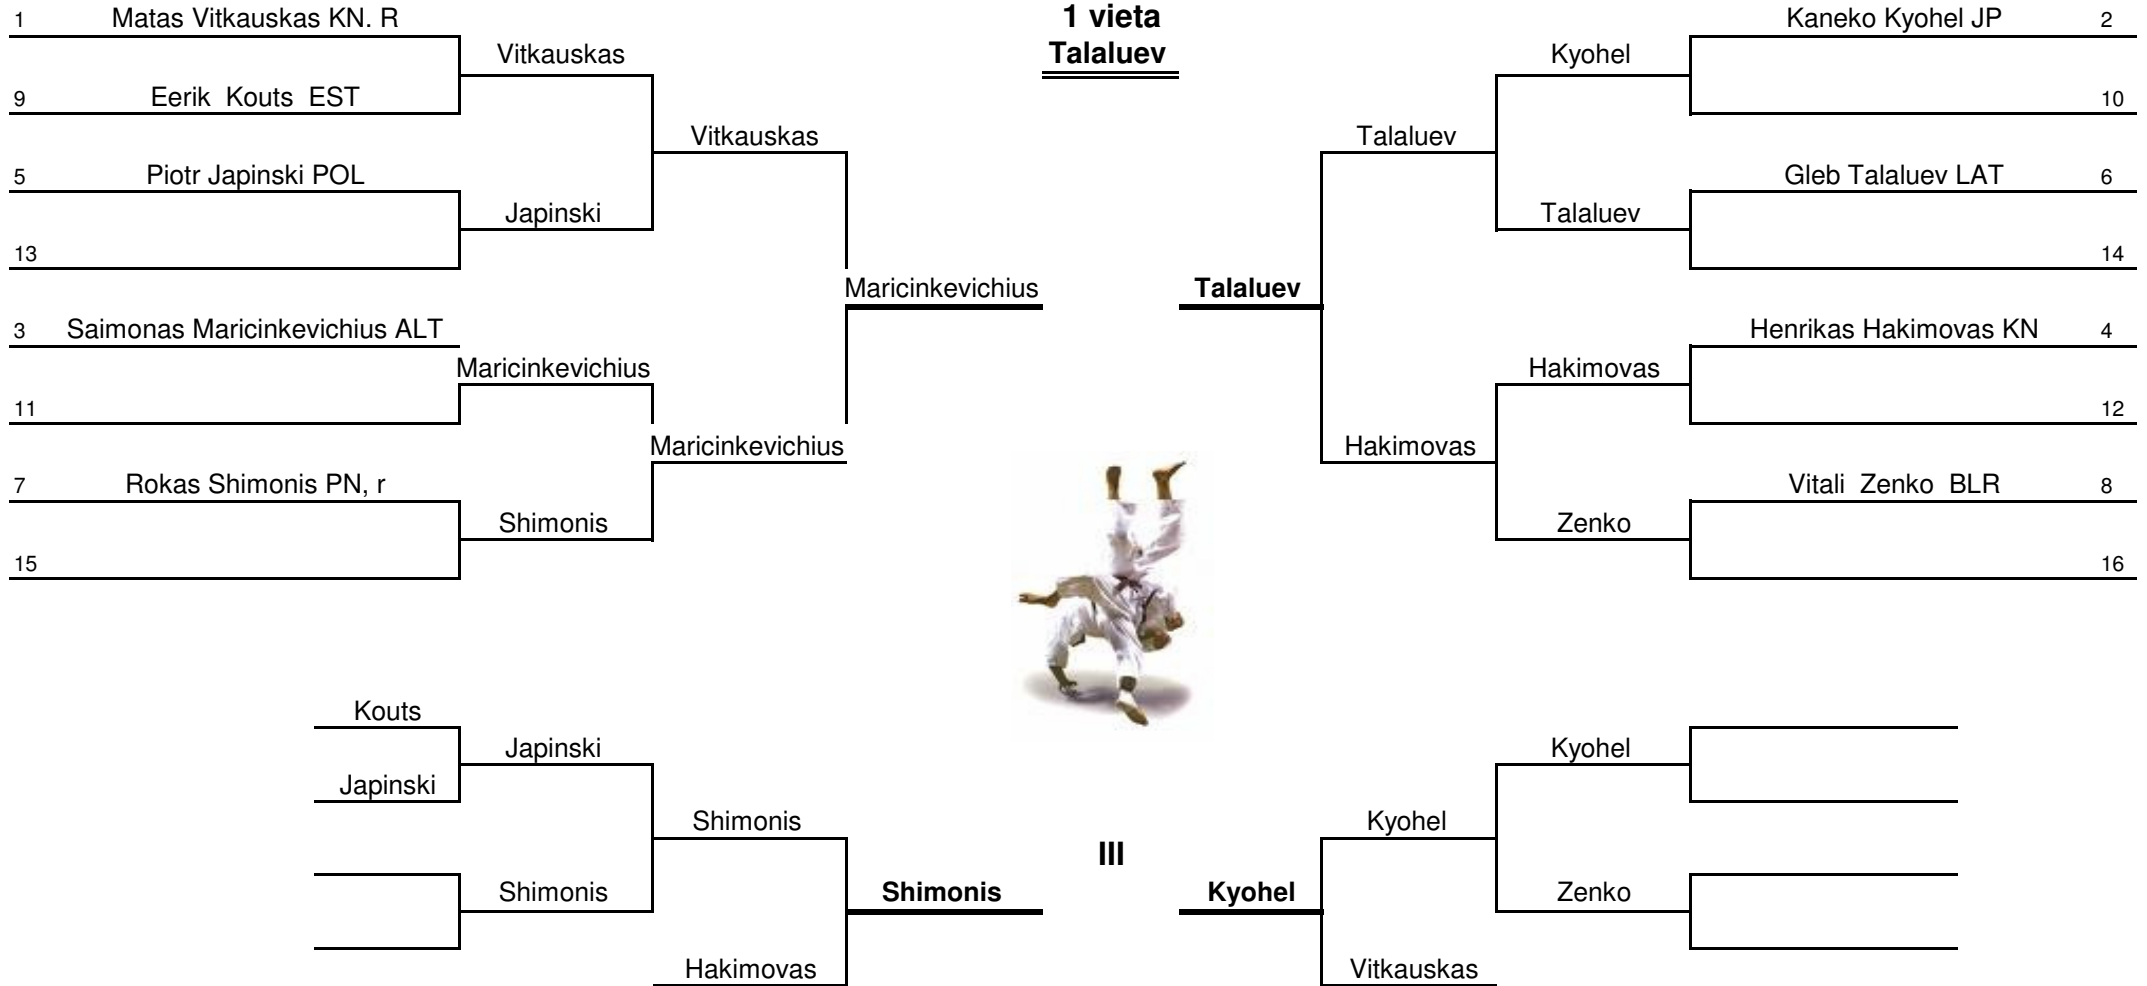 1 Matas Vitkauskas KN. R
Vitkauskas
9 Eerik Kouts EST
Vitkauskas
5 Piotr Japinski POL
Japinski
13
Maricinkevichius
3 Saimonas Maricinkevichius ALT
Maricinkevichius
11
Maricinkevichius
7 Rokas Shimonis PN, r
Shimonis
15
1 vieta
Talaluev
Kaneko Kyohel JP 2
Kyohel
10
Talaluev
Gleb Talaluev LAT 6
Talaluev
14
Talaluev
Henrikas Hakimovas KN 4
Hakimovas
12
Hakimovas
Vitali Zenko BLR 8
Zenko
16
Kouts
Japinski
Japinski
Shimonis
Shimonis
Shimonis
Hakimovas
III
Kyohel
Kyohel
Kyohel
Zenko
Vitkauskas